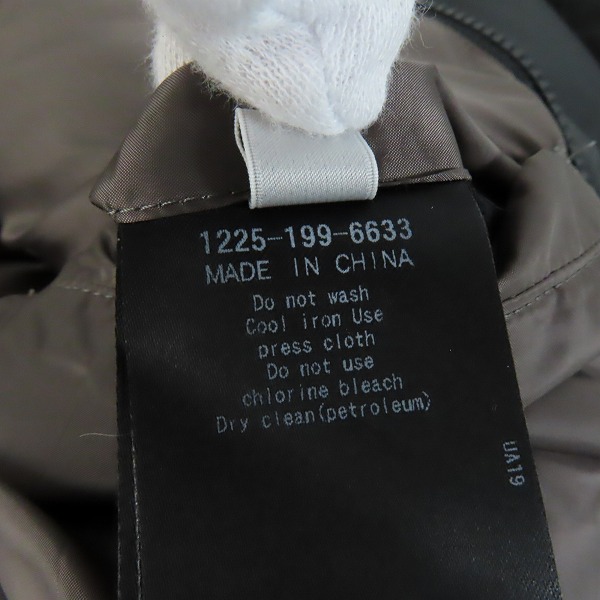 1225-199-6633
MADE IN CHINA
Do not wash
Cool iron Use
press cloth
Do not use
chlorine bleach
Dry clean(petroleum)
UA19